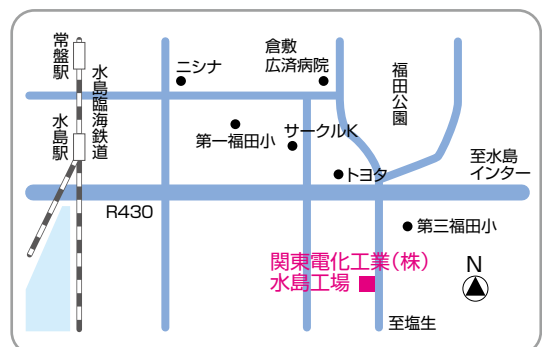 常盤駅
水島臨海鉄道
水島駅
ニシナ
倉敷
広済病院
福田公園
第一福田小
サークルK
トヨタ
至水島
インター
R430
第三福田小
関東電化工業(株)
水島工場
N
至塩生